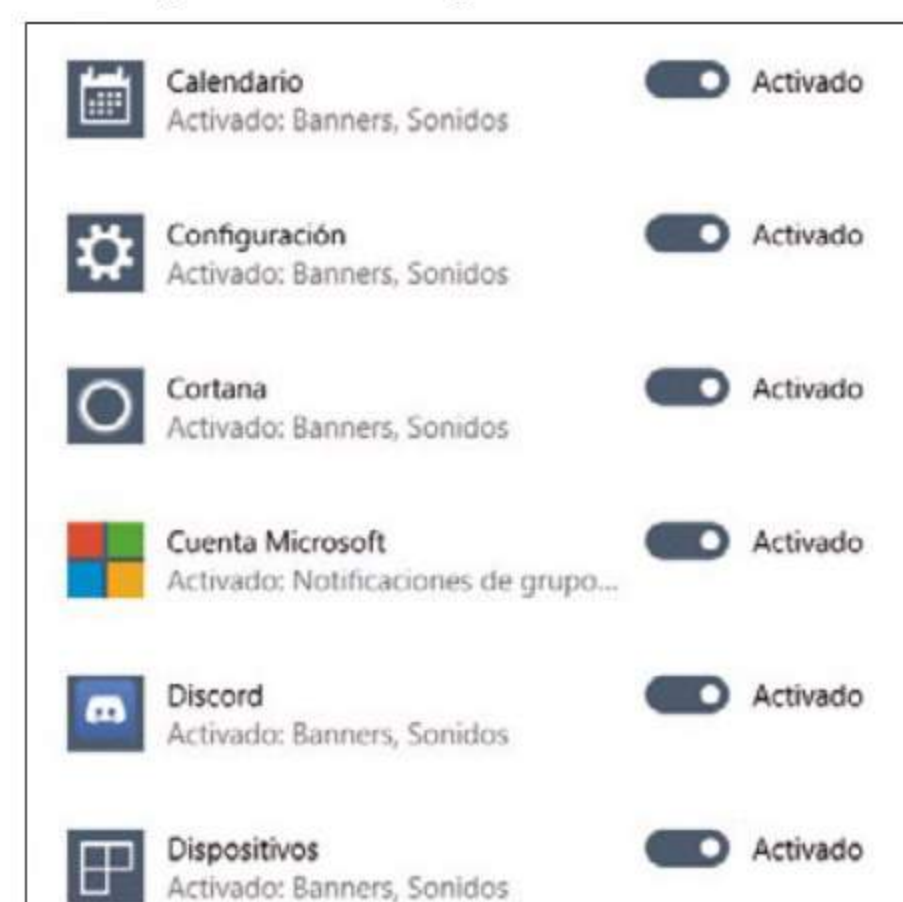 Calendario
Activado
Activado: Banners, Sonidos
Configuración
Activado
Activado: Banners, Sonidos
Cortana
Activado
Activado: Banners, Sonidos
Cuenta Microsoft
Activado
Activado: Notificaciones de grupo...
Discord
Activado
Activado: Banners, Sonidos
Dispositivos
Activado
Activado: Banners, Sonidos